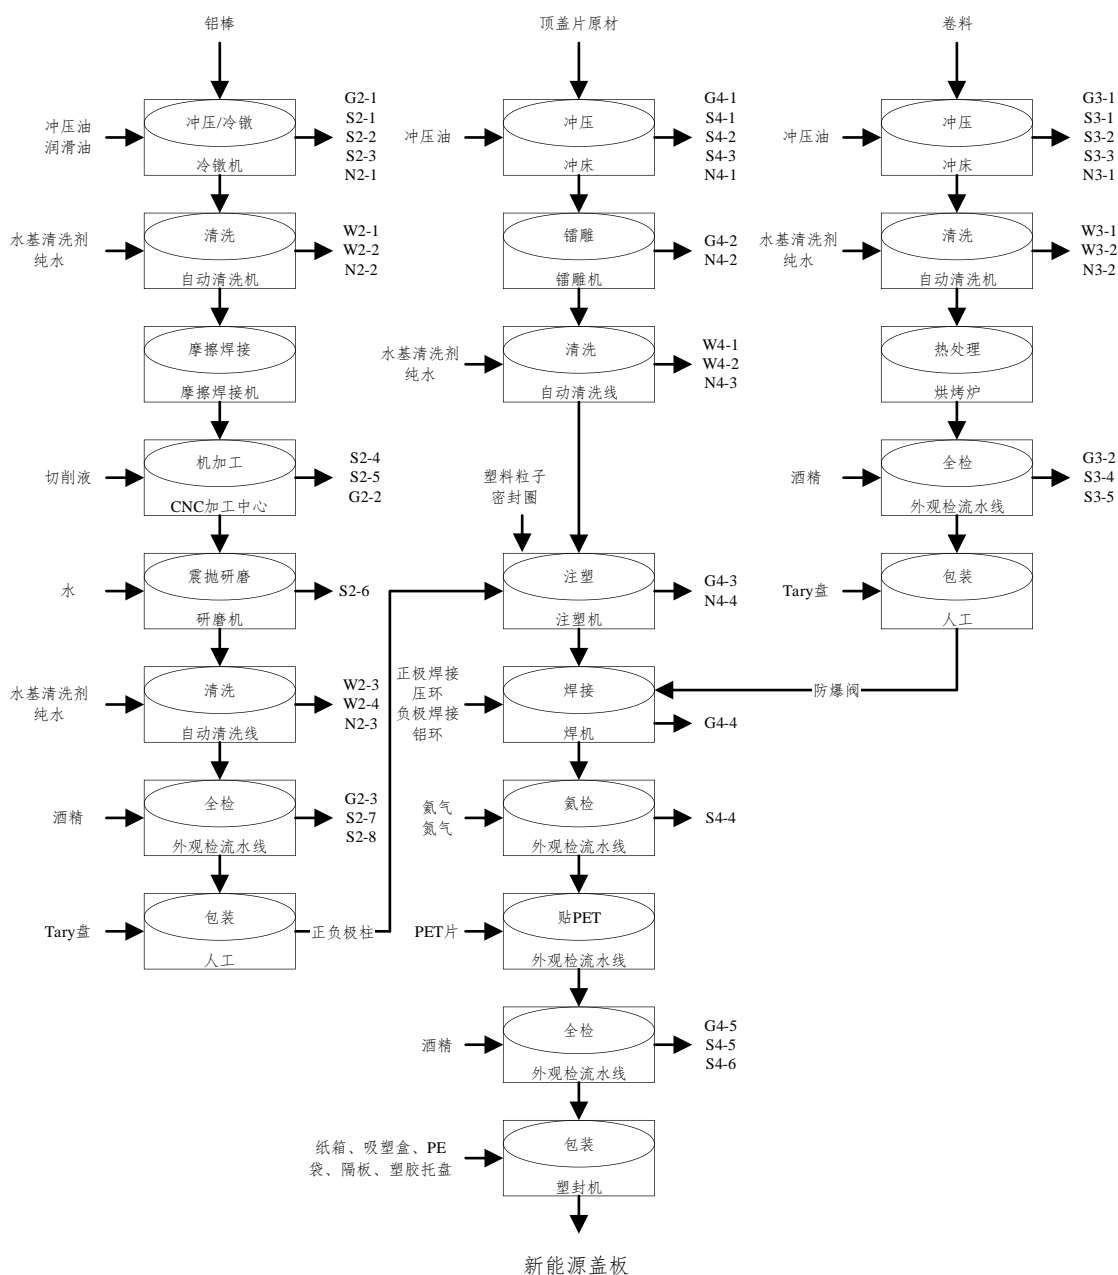 铝棒
冲压油
润滑油
冲压/冷镦
冷镦机
G2-1
S2-1
S2-2
S2-3
N2-1
水基清洗剂
纯水
清洗
自动清洗机
W2-1
W2-2
N2-2
摩擦焊接
摩擦焊接机
切削液
机加工
CNC加工中心
S2-4
S2-5
G2-2
水
震抛研磨
研磨机
S2-6
水基清洗剂
纯水
清洗
自动清洗线
W2-3
W2-4
N2-3
酒精
全检
外观检流水线
G2-3
S2-7
S2-8
Tary盘
包装
人工
正负极柱
顶盖片原材
冲压油
冲压
冲床
G4-1
S4-1
S4-2
S4-3
N4-1
镭雕
镭雕机
G4-2
N4-2
水基清洗剂
纯水
清洗
自动清洗线
W4-1
W4-2
N4-3
塑料粒子
密封圈
注塑
注塑机
G4-3
N4-4
正极焊接
压环
负极焊接
铝环
焊接
焊机
G4-4
氦气
氮气
氦检
外观检流水线
S4-4
PET片
贴PET
外观检流水线
酒精
全检
外观检流水线
G4-5
S4-5
S4-6
纸箱、吸塑盒、PE
袋、隔板、塑胶托盘
包装
塑封机
新能源盖板
卷料
冲压油
冲压
冲床
G3-1
S3-1
S3-2
S3-3
N3-1
水基清洗剂
纯水
清洗
自动清洗机
W3-1
W3-2
N3-2
热处理
烘烤炉
酒精
全检
外观检流水线
G3-2
S3-4
S3-5
Tary盘
包装
人工
防爆阀